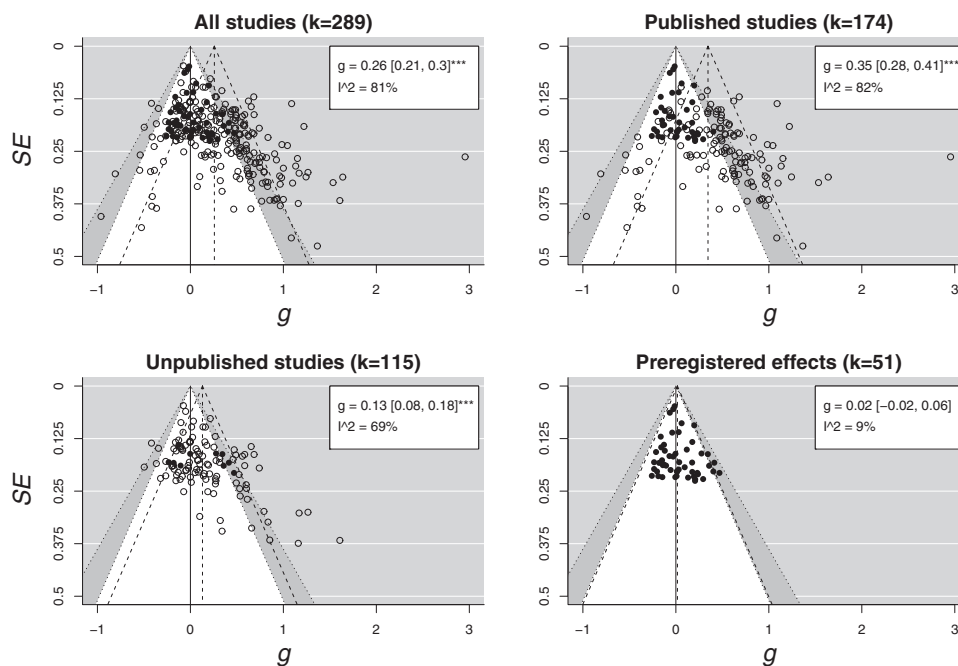 All studies (k=289)
g = 0.26 [0.21, 0.3]***
I^2 = 81%
0
0.125
0.25
0.375
0.5
SE
−1
0
1
2
3
g
Published studies (k=174)
g = 0.35 [0.28, 0.41]***
I^2 = 82%
0
0.125
0.25
0.375
0.5
SE
−1
0
1
2
3
g
Unpublished studies (k=115)
g = 0.13 [0.08, 0.18]***
I^2 = 69%
0
0.125
0.25
0.375
0.5
SE
−1
0
1
2
3
g
Preregistered effects (k=51)
g = 0.02 [−0.02, 0.06]
I^2 = 9%
0
0.125
0.25
0.375
0.5
SE
−1
0
1
2
3
g